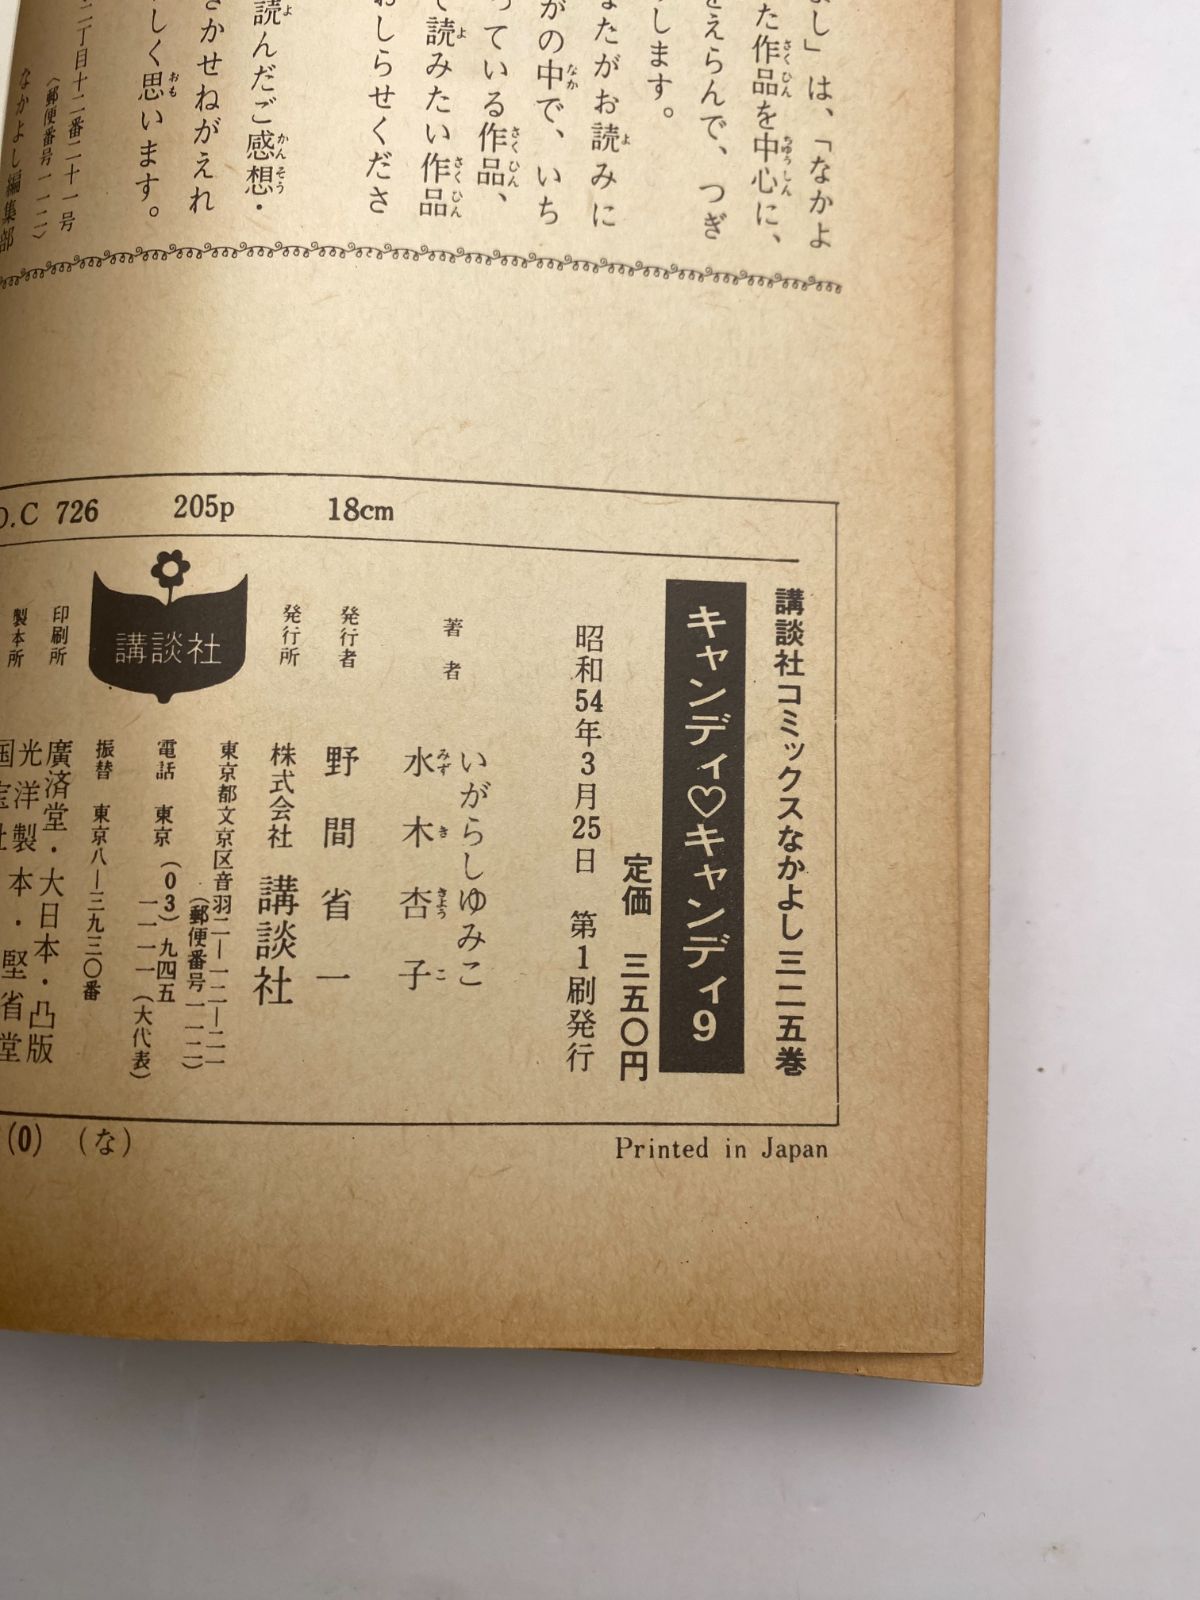 よし」は、「なかよ
た作品を中心に、
をえらんで、つぎ
します。
なたがお読みに
がの中で、いち
っている作品、
で読みたい作品
おしらせくださ
読んだご感想・
さかせねがえれ
しく思います。
二丁目十二番二十一号
(郵便番号一一二)
なかよし編集部
D.C 726 205p 18cm
講談社コミックスなかよし三二五巻
キャンディ♡キャンディ9
定価 三五〇円
昭和54年3月25日 第1刷発行
著者 いがらしゆみこ
水木杏子
発行者 野間省一
発行所 株式会社 講談社
東京都文京区音羽二ー一二ー二一
(郵便番号一一二)
電話 東京(03)九四五
一一一一(大代表)
振替 東京八ー三九三〇番
講談社
印刷所 廣済堂・大日本・凸版
製本所 光洋製本・堅省堂
(0) (な)
Printed in Japan